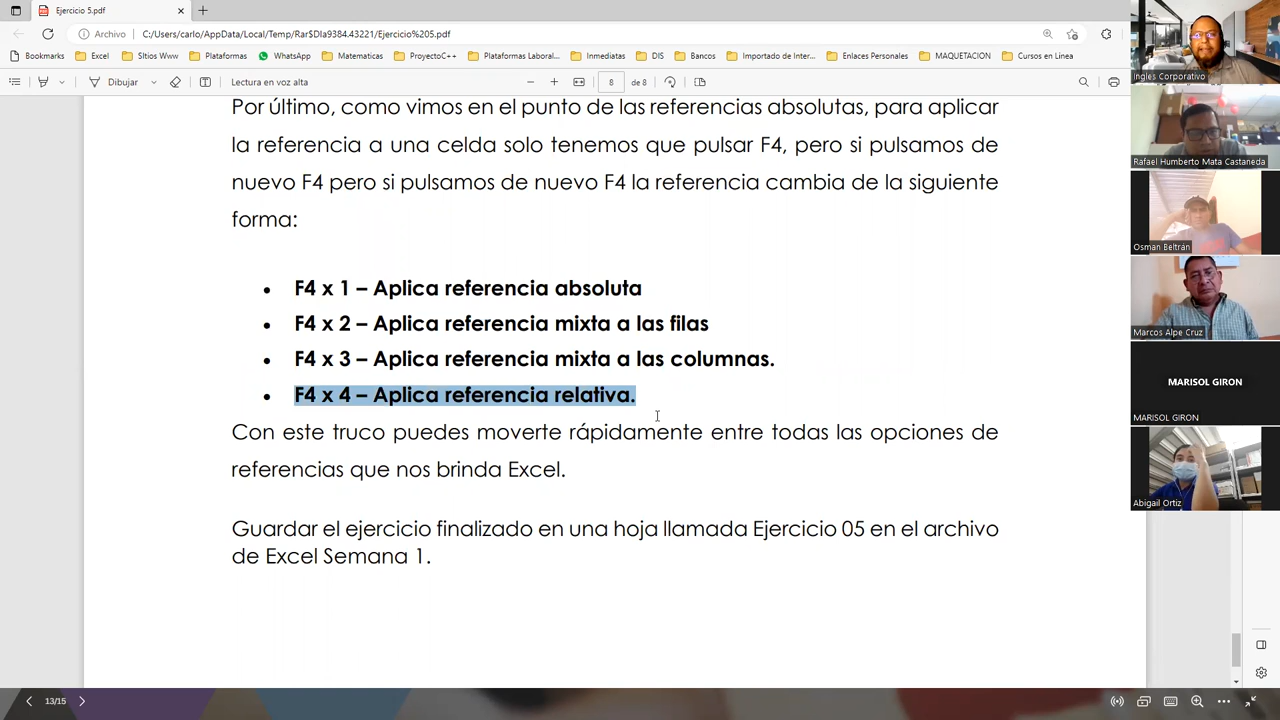 Ejercicio 5.pdf
Archivo
C:/Users/carlo/AppData/Local/Temp/Rar$DIa9384.43221/Ejercicio%205.pdf
Bookmarks Excel Sitios Www Plataformas WhatsApp Matematicas ProyectoCa... Plataformas Laboral... Inmediatas DIS Bancos Importado de Inter... Enlaces Personales MAQUETACION Cursos en Linea
Dibujar Lectura en voz alta 8 de 8
Por último, como vimos en el punto de las referencias absolutas, para aplicar
la referencia a una celda solo tenemos que pulsar F4, pero si pulsamos de
nuevo F4 pero si pulsamos de nuevo F4 la referencia cambia de la siguiente
forma:
• F4 x 1 – Aplica referencia absoluta
• F4 x 2 – Aplica referencia mixta a las filas
• F4 x 3 – Aplica referencia mixta a las columnas.
• F4 x 4 – Aplica referencia relativa.
Con este truco puedes moverte rápidamente entre todas las opciones de
referencias que nos brinda Excel.
Guardar el ejercicio finalizado en una hoja llamada Ejercicio 05 en el archivo
de Excel Semana 1.
13/15
Ingles Corporativo
Rafael Humberto Mata Castaneda
Osman Beltrán
Marcos Alpe Cruz
MARISOL GIRON
MARISOL GIRON
Abigail Ortiz